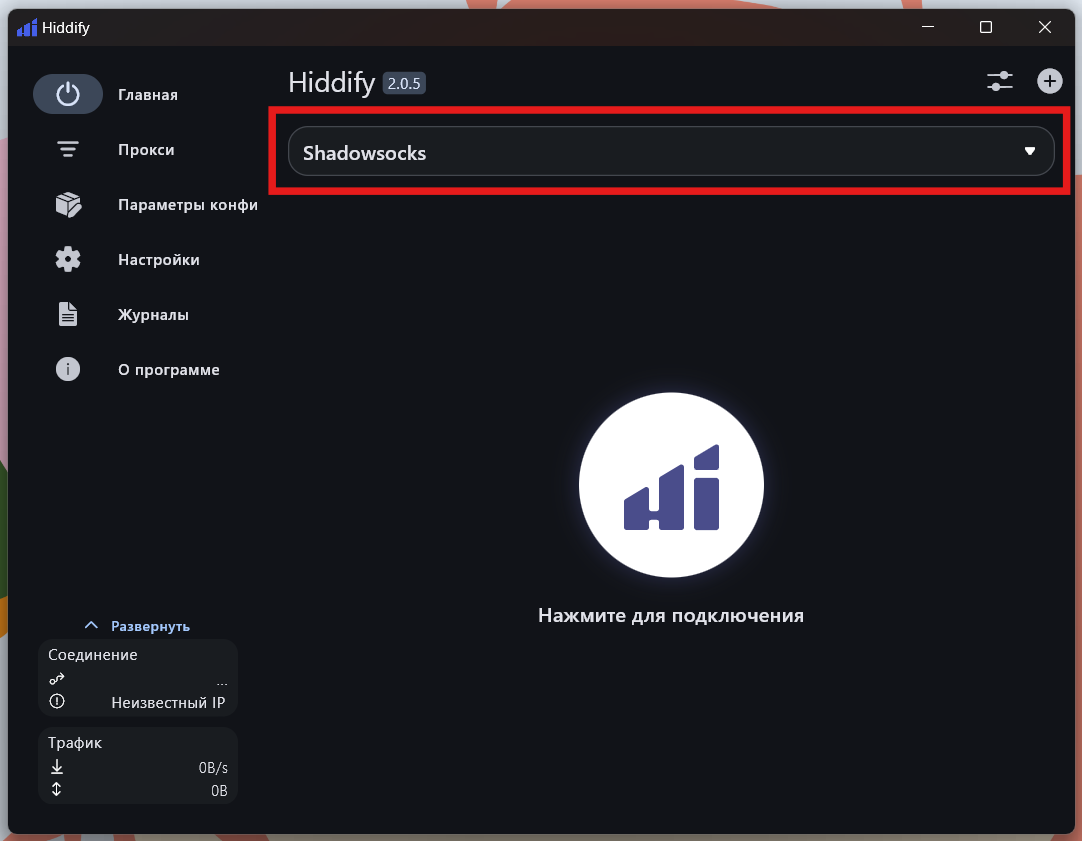 Hiddify
Главная
Прокси
Параметры конфи
Настройки
Журналы
О программе
Развернуть
Соединение
...
Неизвестный IP
Трафик
0B/s
0B
Hiddify 2.0.5
Shadowsocks
Нажмите для подключения